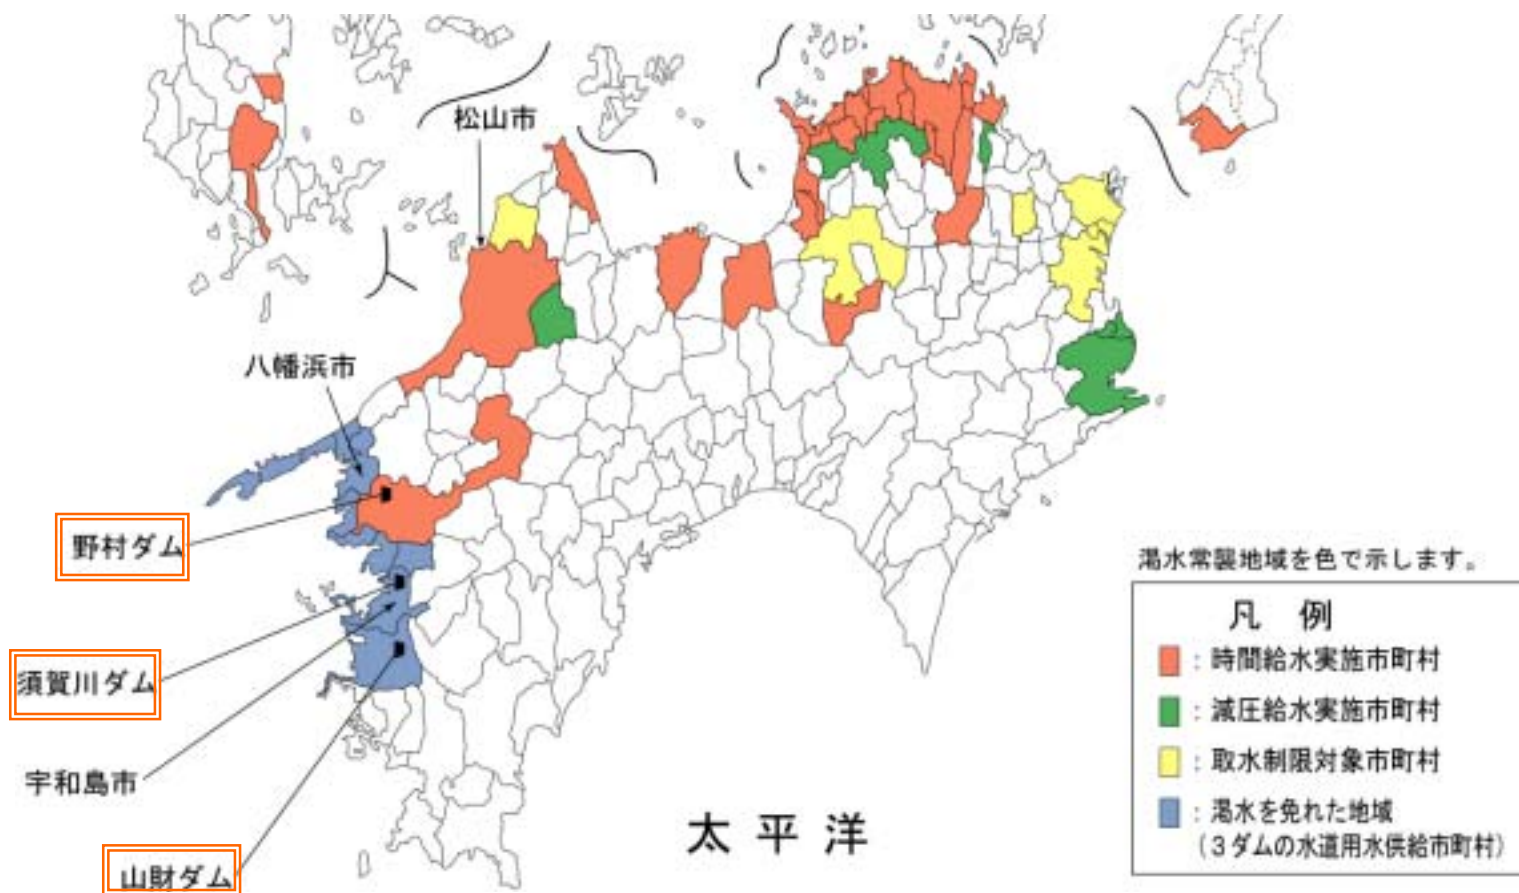 松山市
八幡浜市
野村ダム
須賀川ダム
宇和島市
山財ダム
太平洋
渇水常襲地域を色で示します。
凡例
：時間給水実施市町村
：減圧給水実施市町村
：取水制限対象市町村
：渇水を免れた地域
（３ダムの水道用水供給市町村）